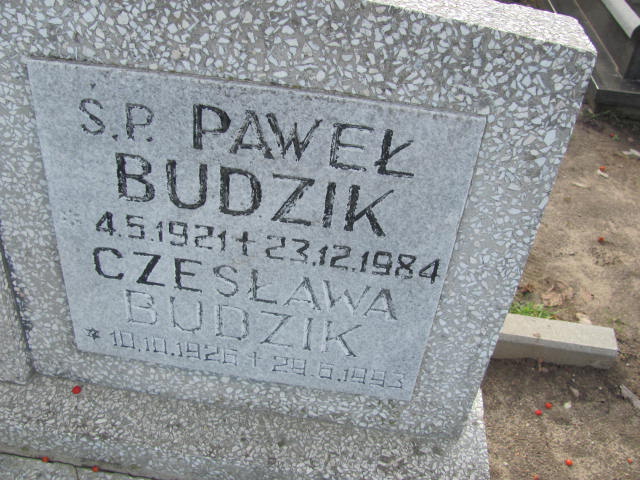 Ś.P. PAWEŁ
BUDZIK
* 4.5.1921 + 23.12.1984
CZESŁAWA
BUDZIK
* 10.10.1926 + 29.6.1993